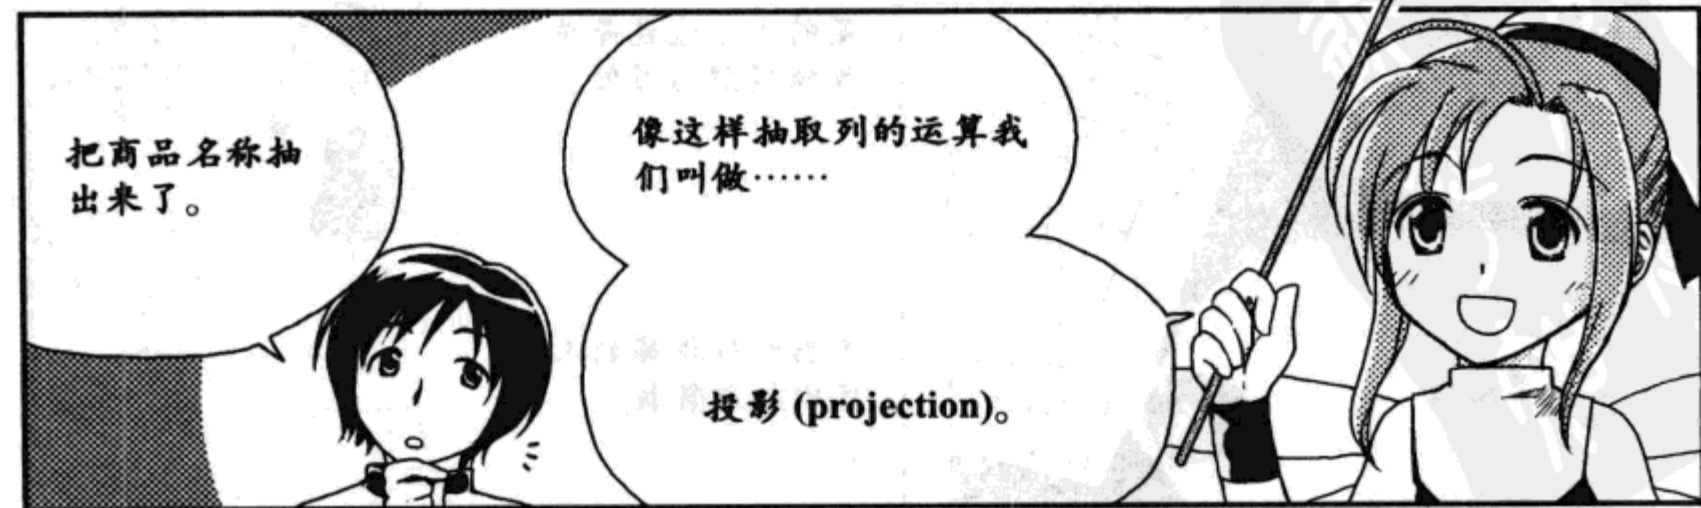 把商品名称抽
出来了。
像这样抽取列的运算我
们叫做……
投影 (projection)。